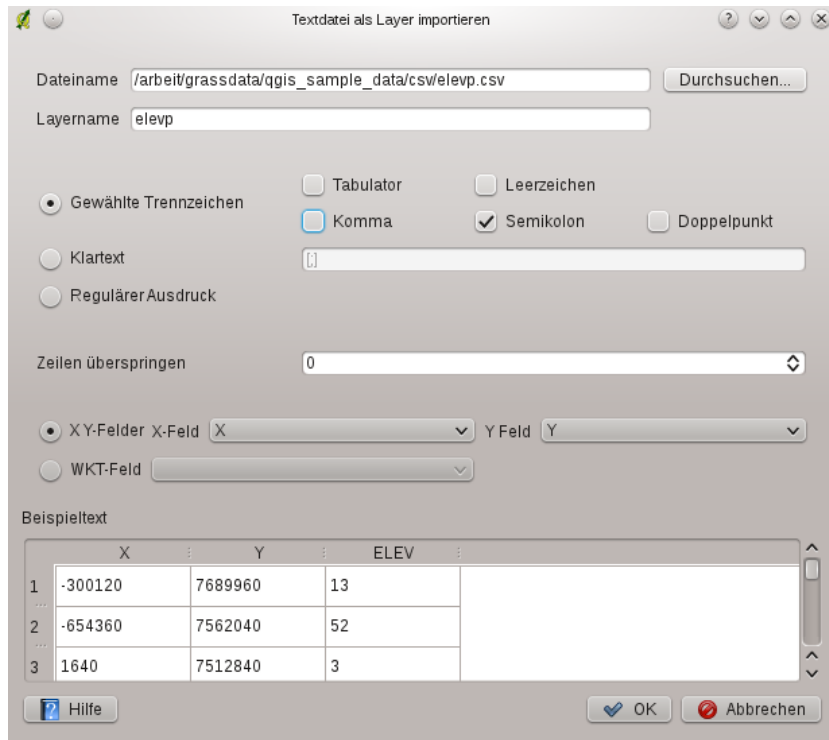 Textdatei als Layer importieren
Dateiname /arbeit/grassdata/qgis_sample_data/csv/elevp.csv Durchsuchen...
Layername elevp
Tabulator Leerzeichen
Gewählte Trennzeichen
Komma Semikolon Doppelpunkt
Klartext [;]
Regulärer Ausdruck
Zeilen überspringen 0
XY-Felder X-Feld X Y Feld Y
WKT-Feld
Beispieltext
X Y ELEV
1 -300120 7689960 13
2 -654360 7562040 52
3 1640 7512840 3
Hilfe OK Abbrechen